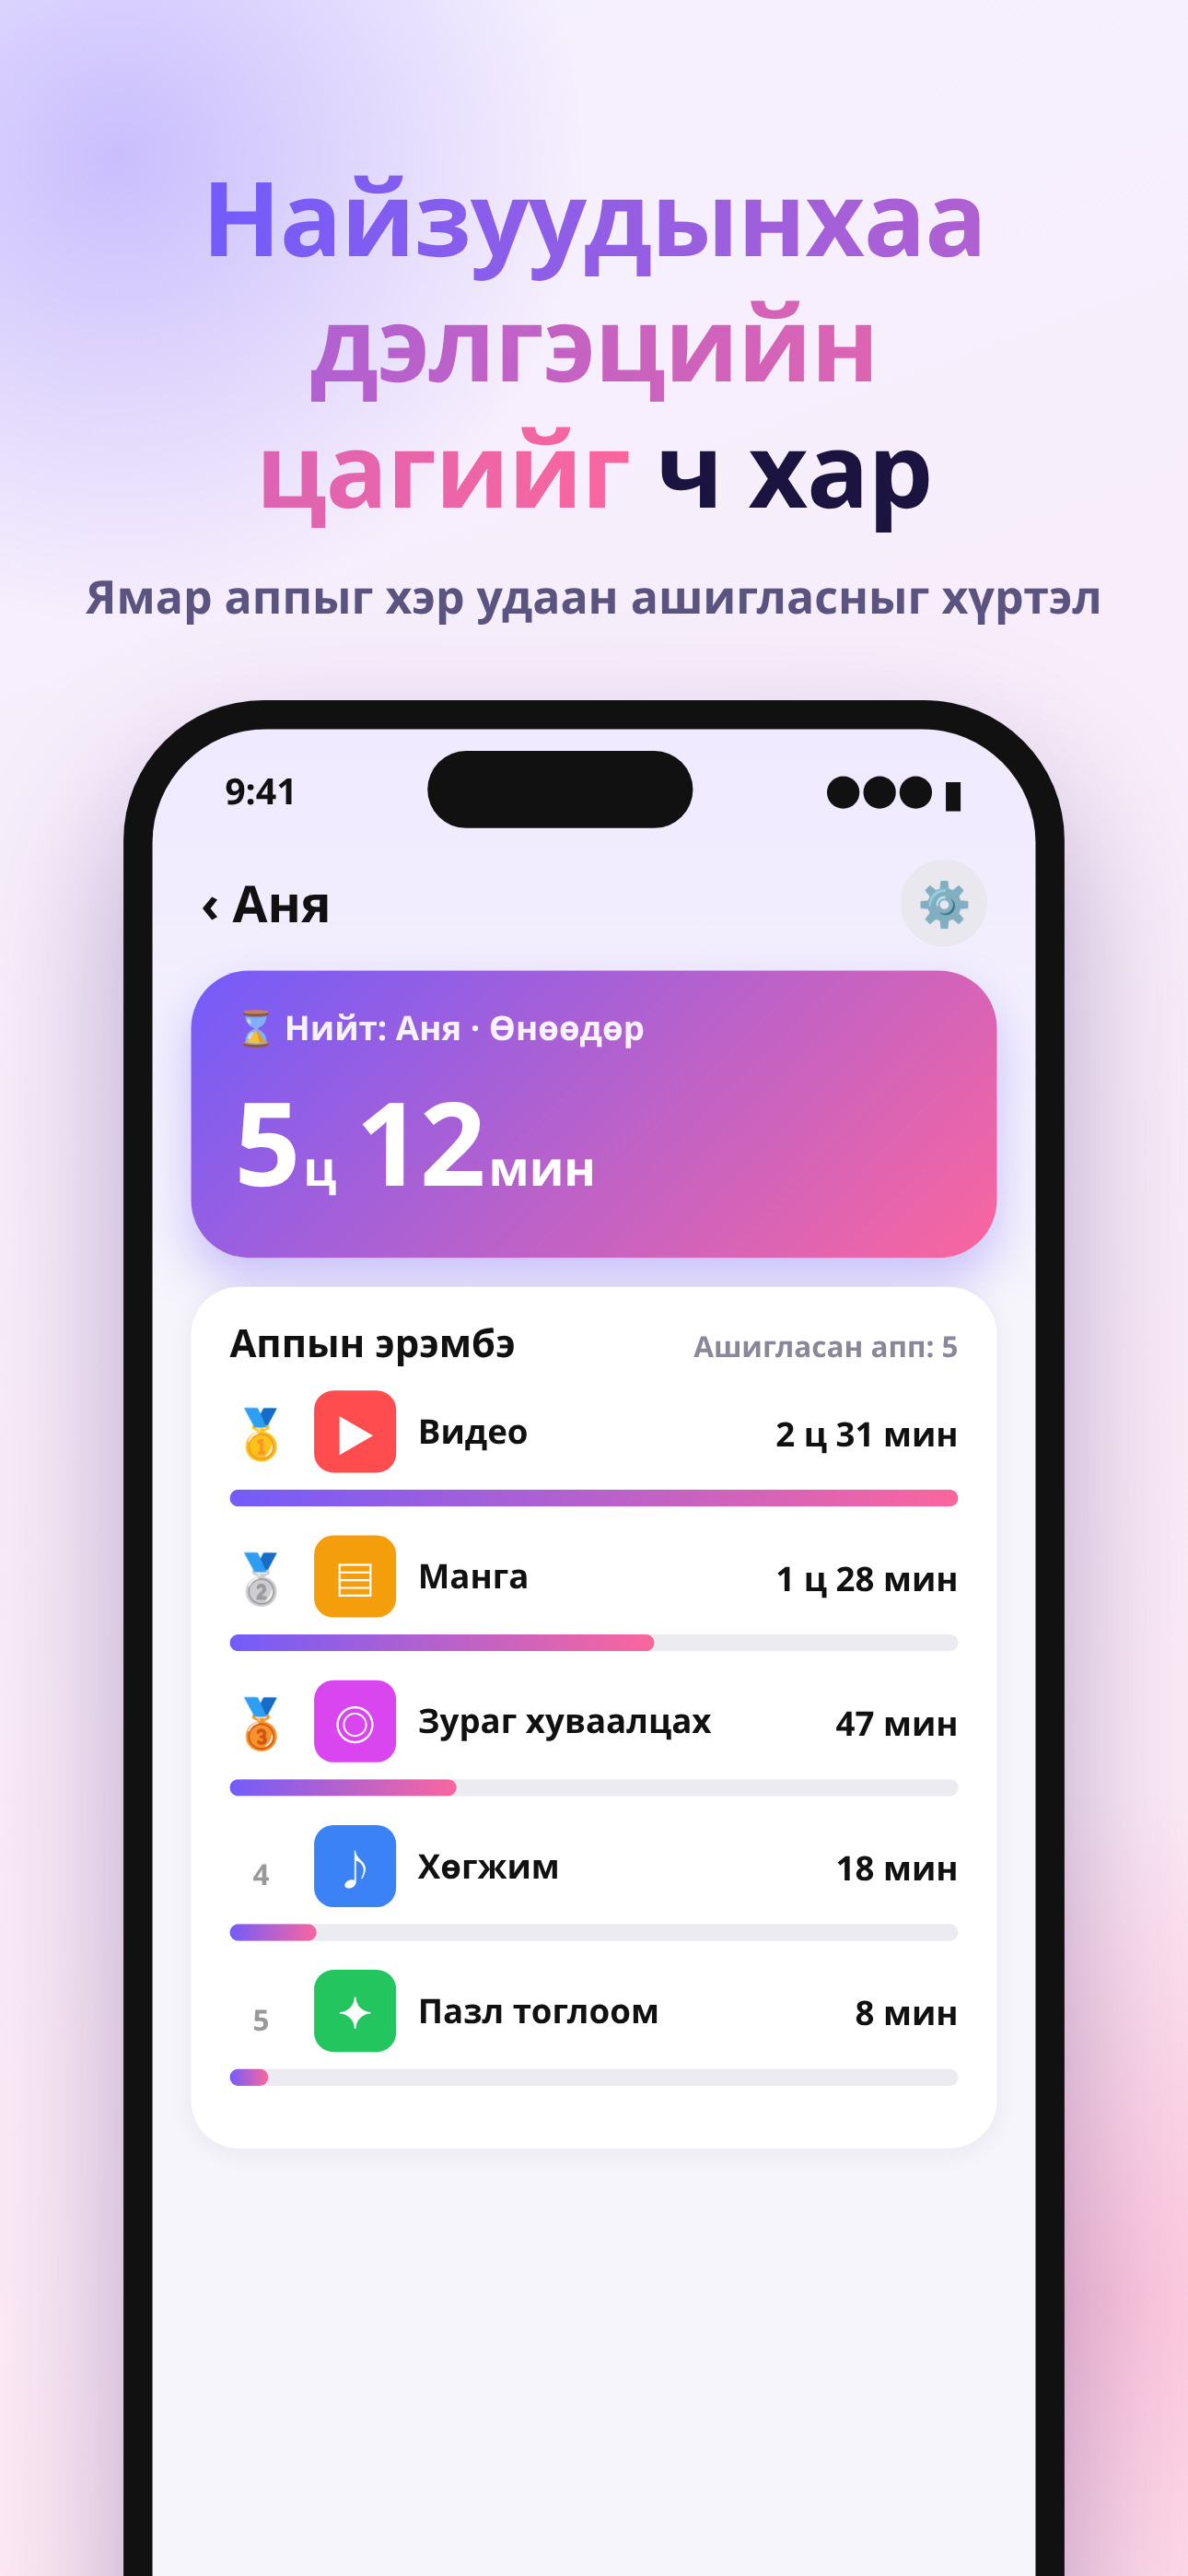 Найзуудынхаа
дэлгэцийн
цагийг ч хар
Ямар аппыг хэр удаан ашигласныг хүртэл
9:41
‹ Аня
⌛ Нийт: Аня · Өнөөдөр
5ц 12мин
Аппын эрэмбэ
Ашигласан апп: 5
🥇 Видео 2 ц 31 мин
🥈 Манга 1 ц 28 мин
🥉 Зураг хуваалцах 47 мин
4 Хөгжим 18 мин
5 Пазл тоглоом 8 мин